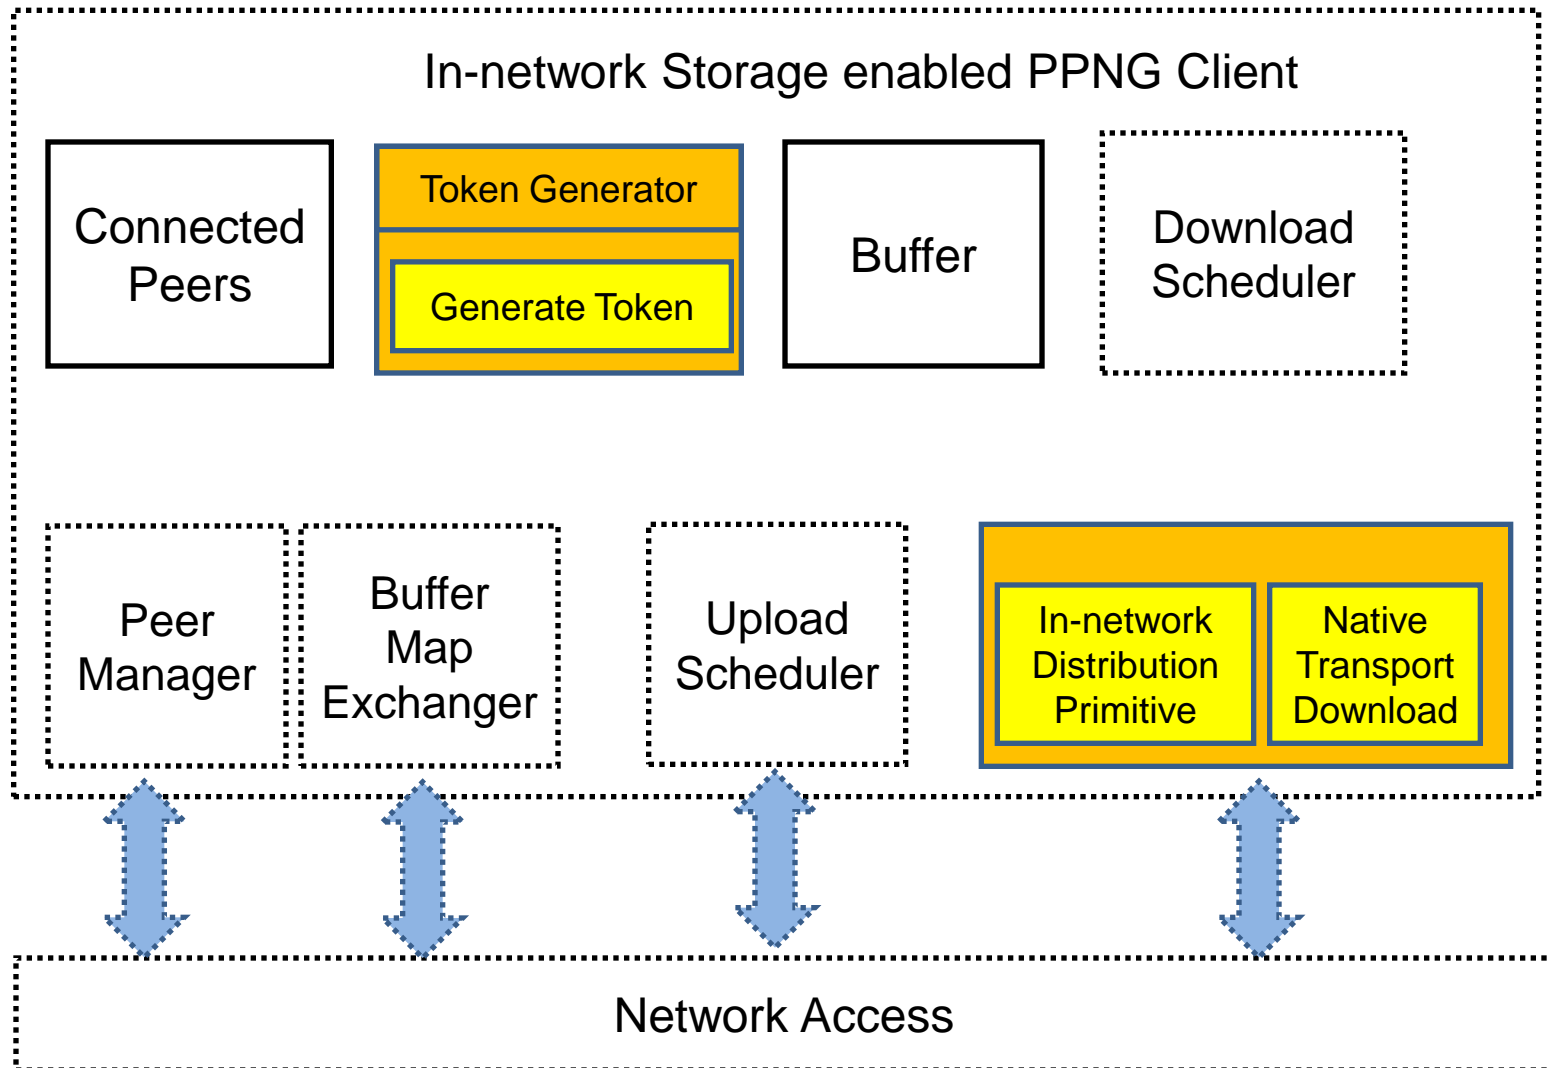 In-network Storage enabled PPNG Client
Connected
Peers
Token Generator
Generate Token
Buffer
Download
Scheduler
Peer
Manager
Buffer
Map
Exchanger
Upload
Scheduler
In-network
Distribution
Primitive
Native
Transport
Download
Network Access